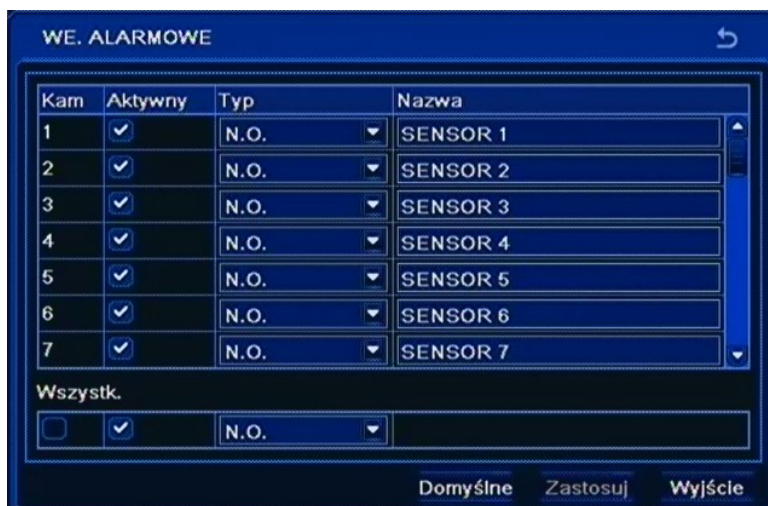 WE. ALARMOWE
Kam Aktywny Typ Nazwa
1 N.O. SENSOR 1
2 N.O. SENSOR 2
3 N.O. SENSOR 3
4 N.O. SENSOR 4
5 N.O. SENSOR 5
6 N.O. SENSOR 6
7 N.O. SENSOR 7
Wszystk.
N.O.
Domyślne Zastosuj Wyjście